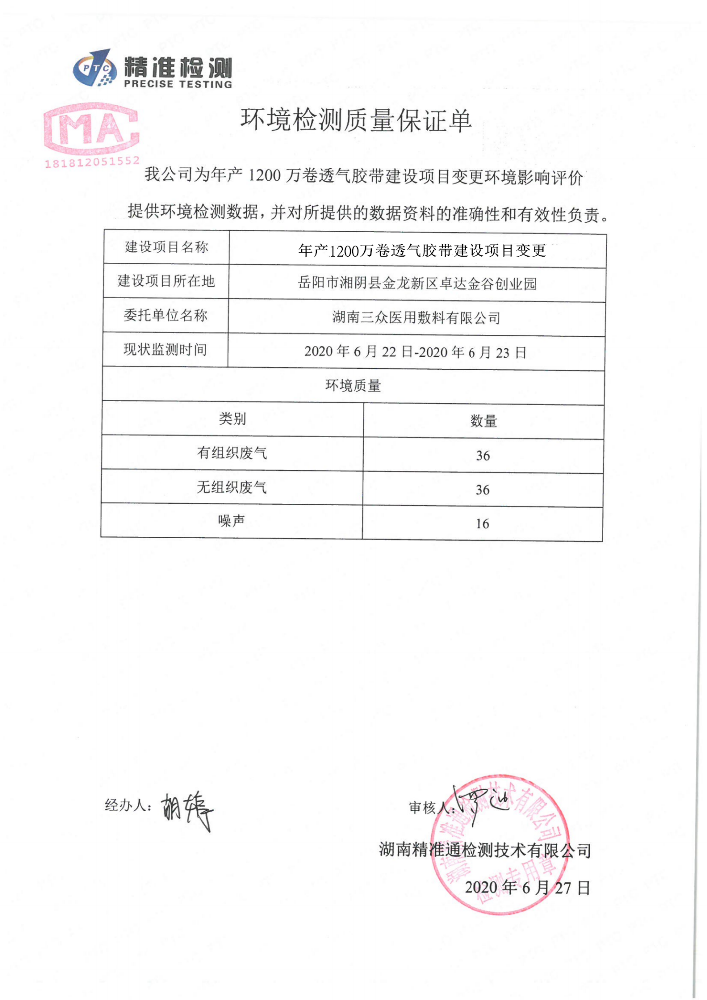 PTC 精准检测
PRECISE TESTING
CMA
181812051552
环境检测质量保证单
我公司为年产 1200 万卷透气胶带建设项目变更环境影响评价
提供环境检测数据，并对所提供的数据资料的准确性和有效性负责。
建设项目名称 年产1200万卷透气胶带建设项目变更
建设项目所在地 岳阳市湘阴县金龙新区卓达金谷创业园
委托单位名称 湖南三众医用敷料有限公司
现状监测时间 2020 年 6 月 22 日-2020 年 6 月 23 日
环境质量
类别 数量
有组织废气 36
无组织废气 36
噪声 16
经办人：胡婷
审核人：
湖南精准通检测技术有限公司
湖南精准通检测技术有限公司
检测专用章
2020 年 6 月 27 日